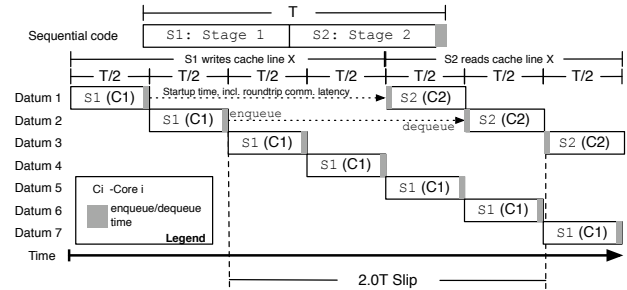 T
Sequential code
S1: Stage 1 S2: Stage 2
S1 writes cache line X S2 reads cache line X
T/2 T/2 T/2 T/2 T/2 T/2 T/2
Datum 1 S1 (C1) Startup time, incl. roundtrip comm. latency S2 (C2)
Datum 2 S1 (C1) enqueue dequeue S2 (C2)
Datum 3 S1 (C1) S2 (C2)
Datum 4 S1 (C1)
Datum 5 S1 (C1)
Datum 6 S1 (C1)
Datum 7 S1 (C1)
Ci -Core i
enqueue/dequeue
time
Legend
Time
2.0T Slip